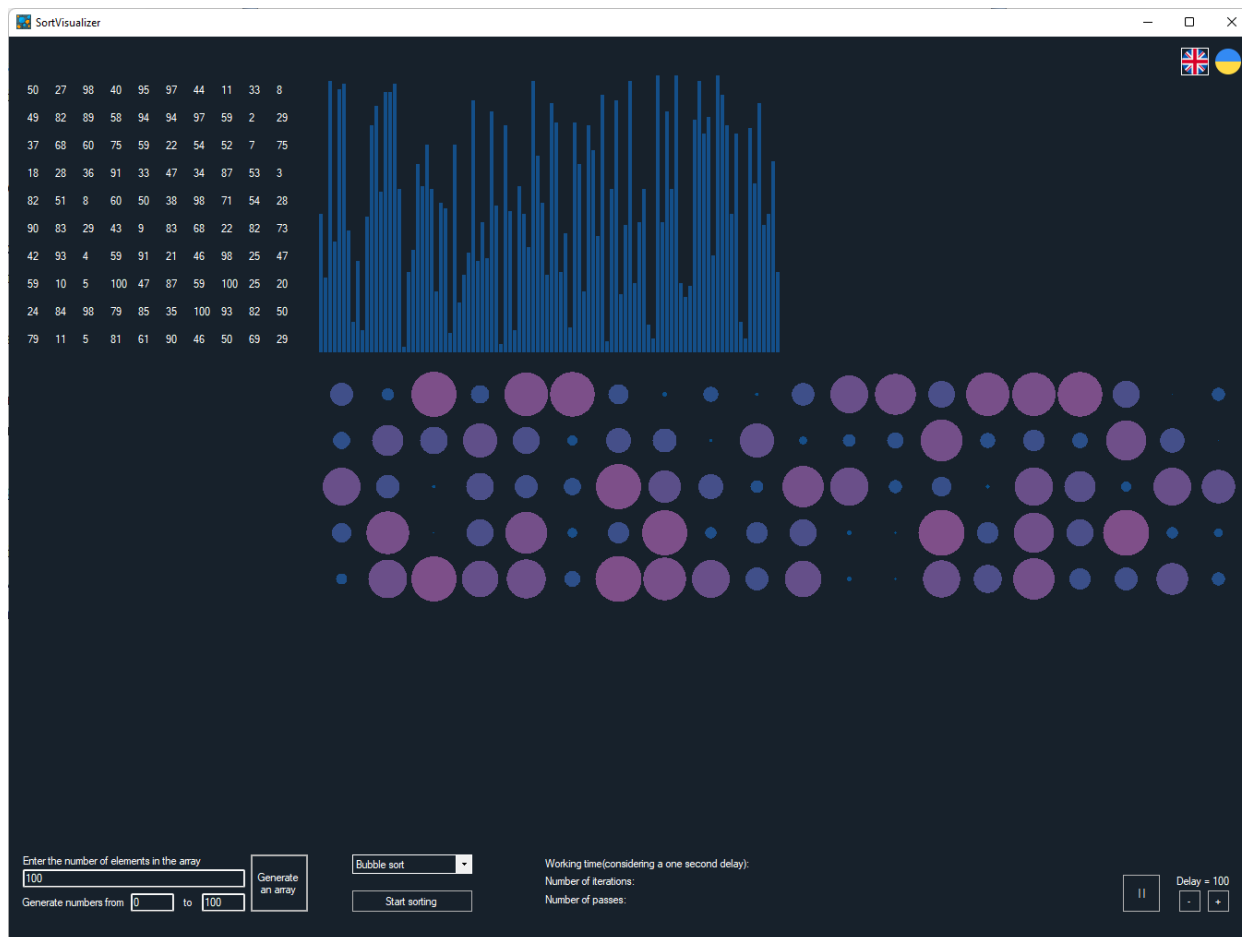 SortVisualizer
50 27 98 40 95 97 44 11 33 8
49 82 89 58 94 94 97 59 2 29
37 68 60 75 59 22 54 52 7 75
18 28 36 91 33 47 34 87 53 3
82 51 8 60 50 38 98 71 54 28
90 83 29 43 9 83 68 22 82 73
42 93 4 59 91 21 46 98 25 47
59 10 5 100 47 87 59 100 25 20
24 84 98 79 85 35 100 93 82 50
79 11 5 81 61 90 46 50 69 29
Enter the number of elements in the array
100
Generate numbers from 0 to 100
Generate
an array
Bubble sort
Start sorting
Working time(considering a one second delay):
Number of iterations:
Number of passes:
Delay = 100
- +